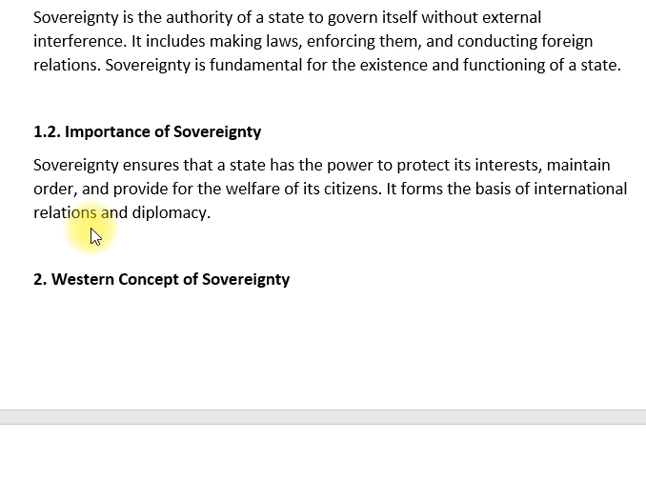 Sovereignty is the authority of a state to govern itself without external
interference. It includes making laws, enforcing them, and conducting foreign
relations. Sovereignty is fundamental for the existence and functioning of a state.
1.2. Importance of Sovereignty
Sovereignty ensures that a state has the power to protect its interests, maintain
order, and provide for the welfare of its citizens. It forms the basis of international
relations and diplomacy.
2. Western Concept of Sovereignty